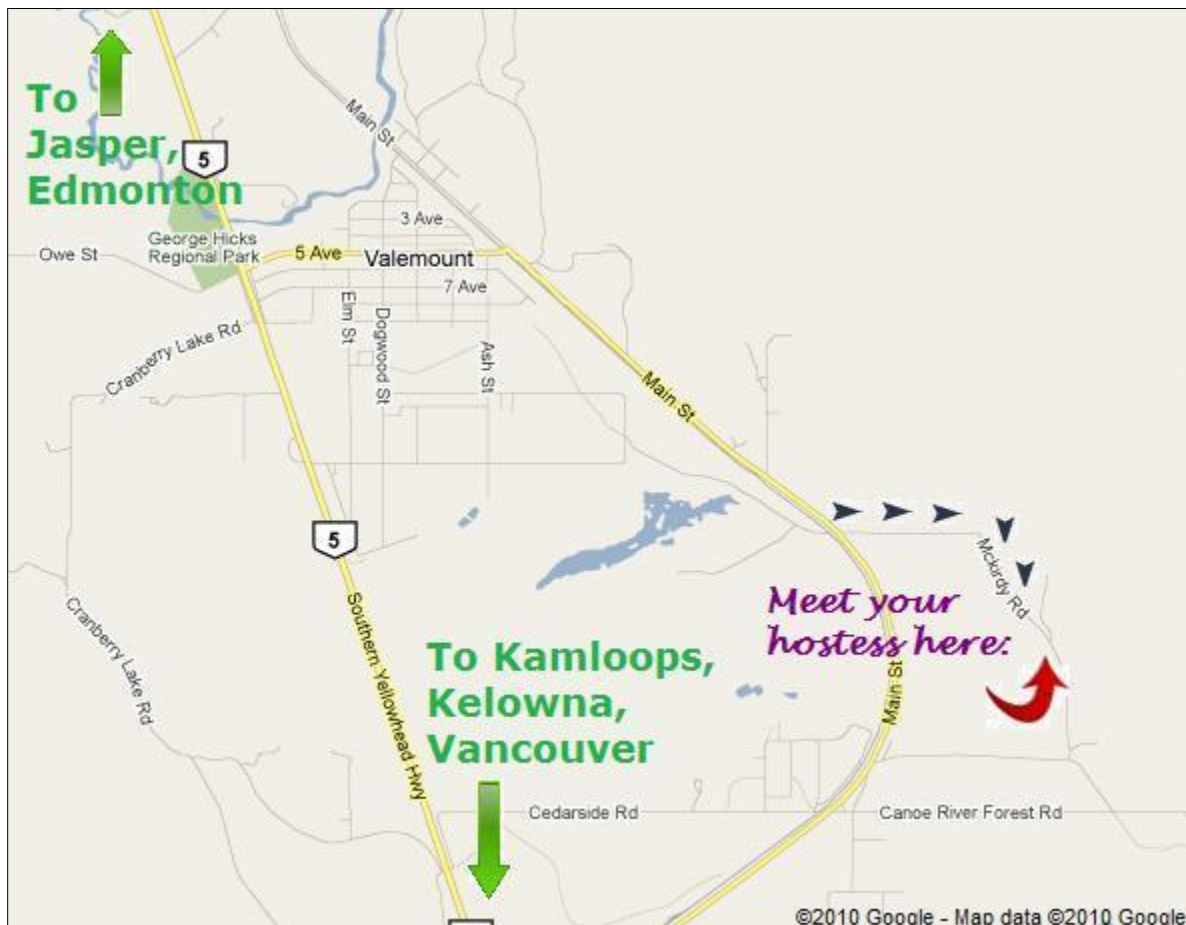 To
Jasper,
Edmonton
5
Main St
3 Ave
George Hicks
Regional Park
Owe St
5 Ave
Valemount
7 Ave
Elm St
Dogwood St
Ash St
Cranberry Lake Rd
Main St
5
Mckirdy Rd
Meet your
hostess here:
Cranberry Lake Rd
Southern Yellowhead Hwy
To Kamloops,
Kelowna,
Vancouver
Main St
Cedarside Rd
Canoe River Forest Rd
©2010 Google - Map data ©2010 Google